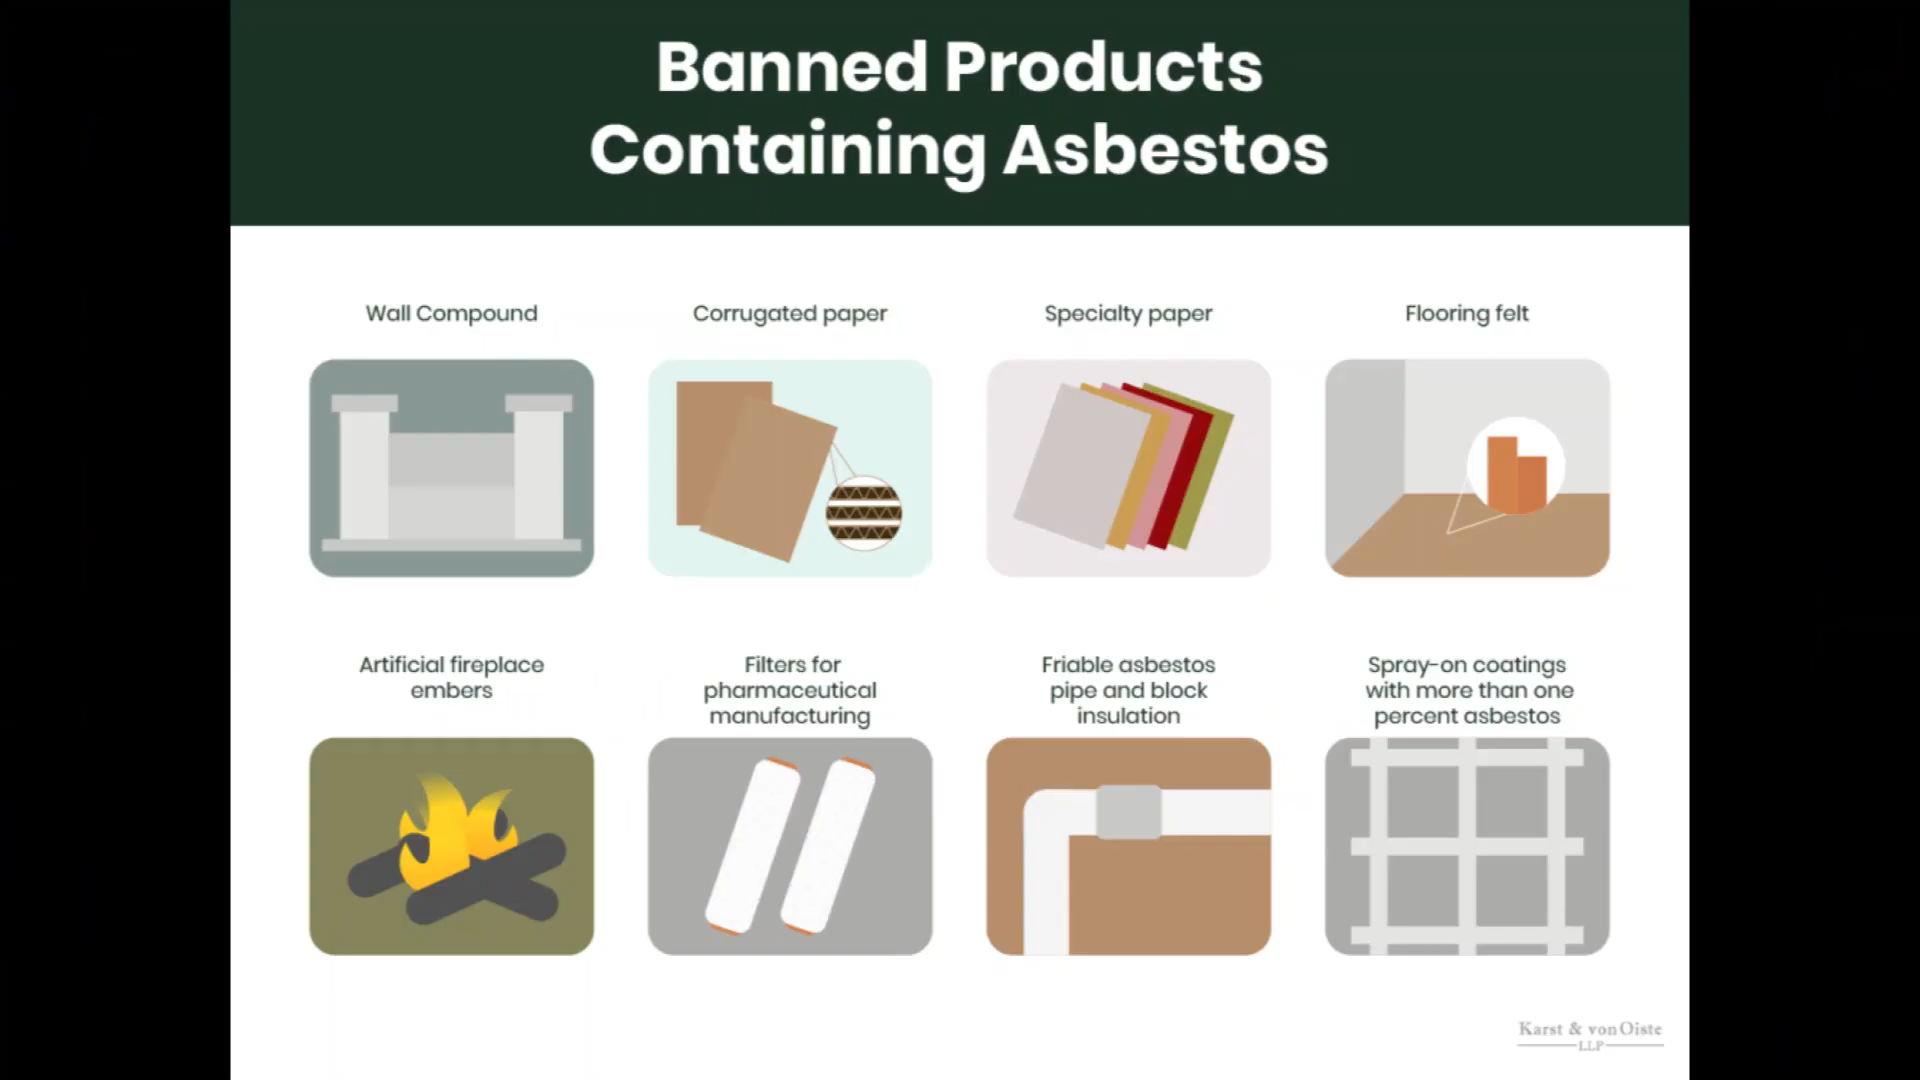 Banned Products
Containing Asbestos
Wall Compound
Corrugated paper
Specialty paper
Flooring felt
Artificial fireplace
embers
Filters for
pharmaceutical
manufacturing
Friable asbestos
pipe and block
insulation
Spray-on coatings
with more than one
percent asbestos
Karst & von Oiste
LLP